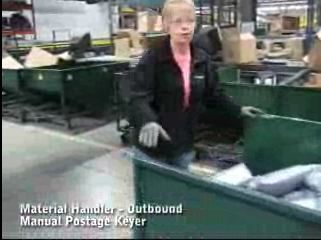 Material Handler - Outbound
Manual Postage Keyer